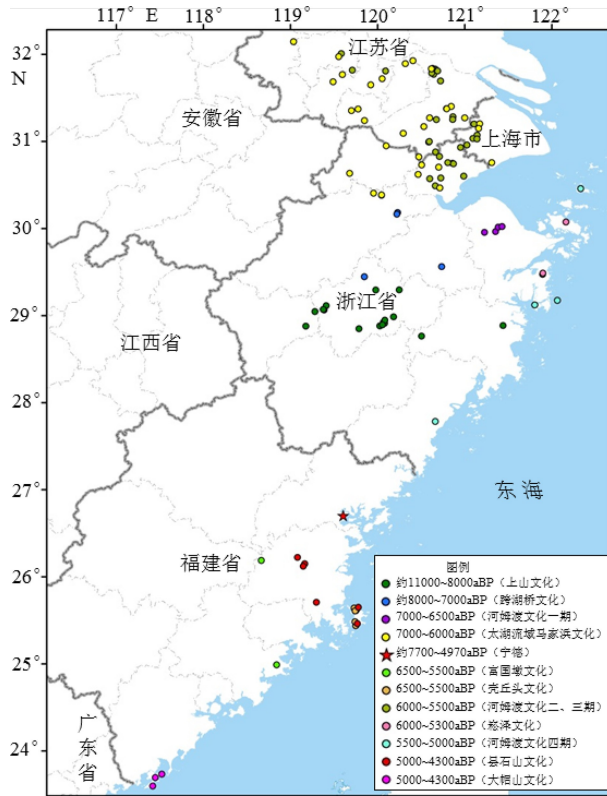 117° E 118° 119° 120° 121° 122°
32°
N
31°
30°
29°
28°
27°
26°
25°
24°
江苏省
安徽省
上海市
浙江省
江西省
东 海
福建省
广东省
图例
约11000~8000aBP（上山文化）
约8000~7000aBP（跨湖桥文化）
7000~6500aBP（河姆渡文化一期）
7000~6000aBP（太湖流域马家浜文化）
约7700~4970aBP（宁德）
6500~5500aBP（富国墩文化）
6500~5500aBP（壳丘头文化）
6000~5500aBP（河姆渡文化二、三期）
6000~5300aBP（崧泽文化）
5500~5000aBP（河姆渡文化四期）
5000~4300aBP（昙石山文化）
5000~4300aBP（大帽山文化）